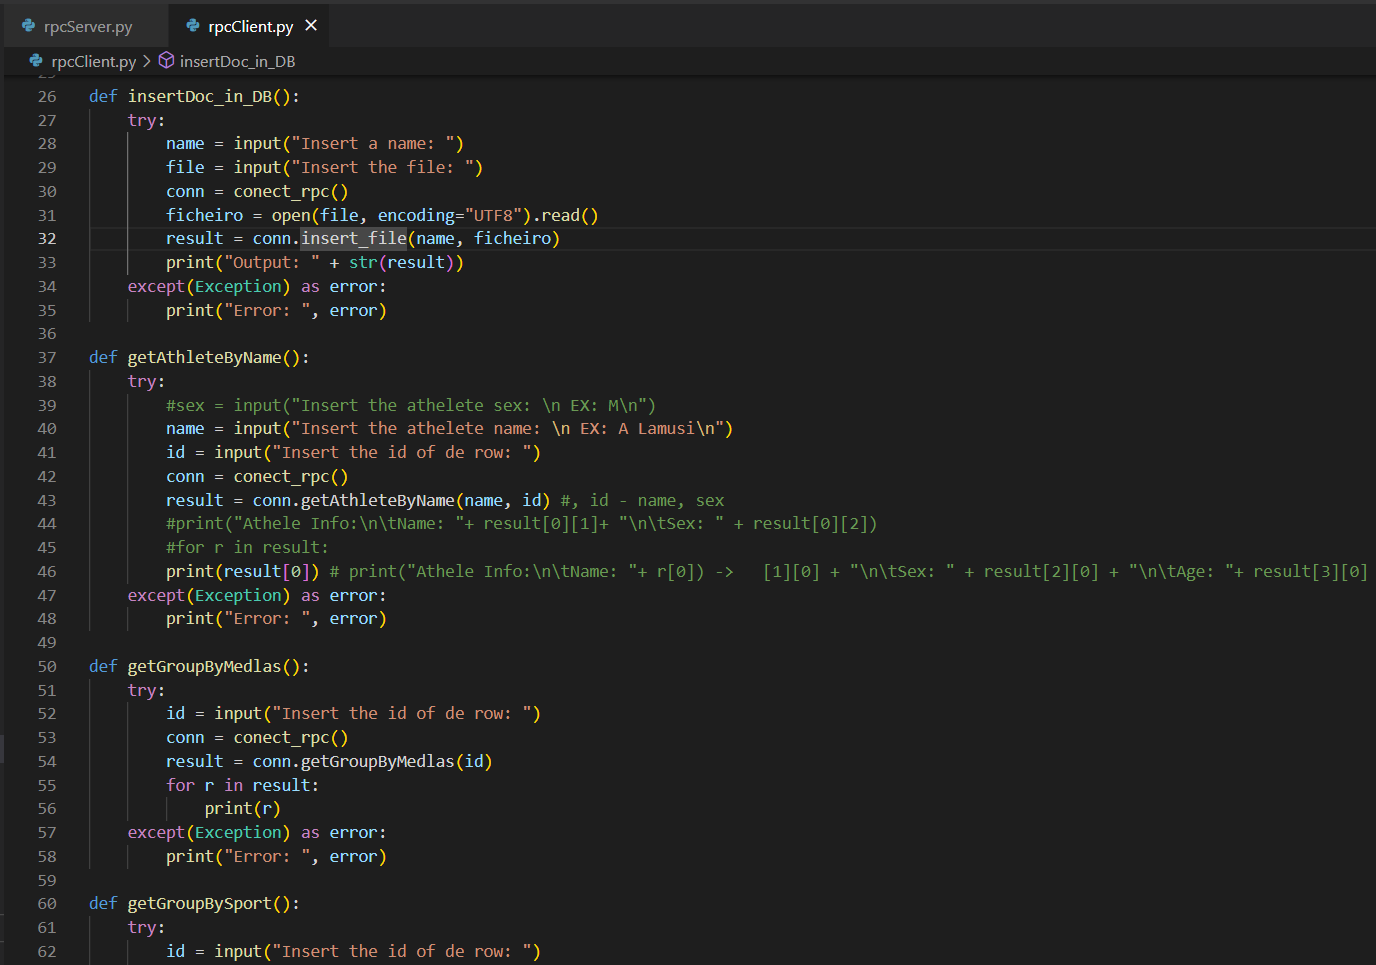 rpcServer.py rpcClient.py ×
rpcClient.py > insertDoc_in_DB
26 def insertDoc_in_DB():
27     try:
28         name = input("Insert a name: ")
29         file = input("Insert the file: ")
30         conn = conect_rpc()
31         ficheiro = open(file, encoding="UTF8").read()
32         result = conn.insert_file(name, ficheiro)
33         print("Output: " + str(result))
34     except(Exception) as error:
35         print("Error: ", error)
36
37 def getAthleteByName():
38     try:
39         #sex = input("Insert the athelete sex: \n EX: M\n")
40         name = input("Insert the athelete name: \n EX: A Lamusi\n")
41         id = input("Insert the id of de row: ")
42         conn = conect_rpc()
43         result = conn.getAthleteByName(name, id) #, id - name, sex
44         #print("Athele Info:\n\tName: "+ result[0][1]+ "\n\tSex: " + result[0][2])
45         #for r in result:
46         print(result[0]) # print("Athele Info:\n\tName: "+ r[0]) ->   [1][0] + "\n\tSex: " + result[2][0] + "\n\tAge: "+ result[3][0]
47     except(Exception) as error:
48         print("Error: ", error)
49
50 def getGroupByMedlas():
51     try:
52         id = input("Insert the id of de row: ")
53         conn = conect_rpc()
54         result = conn.getGroupByMedlas(id)
55         for r in result:
56             print(r)
57     except(Exception) as error:
58         print("Error: ", error)
59
60 def getGroupBySport():
61     try:
62         id = input("Insert the id of de row: ")